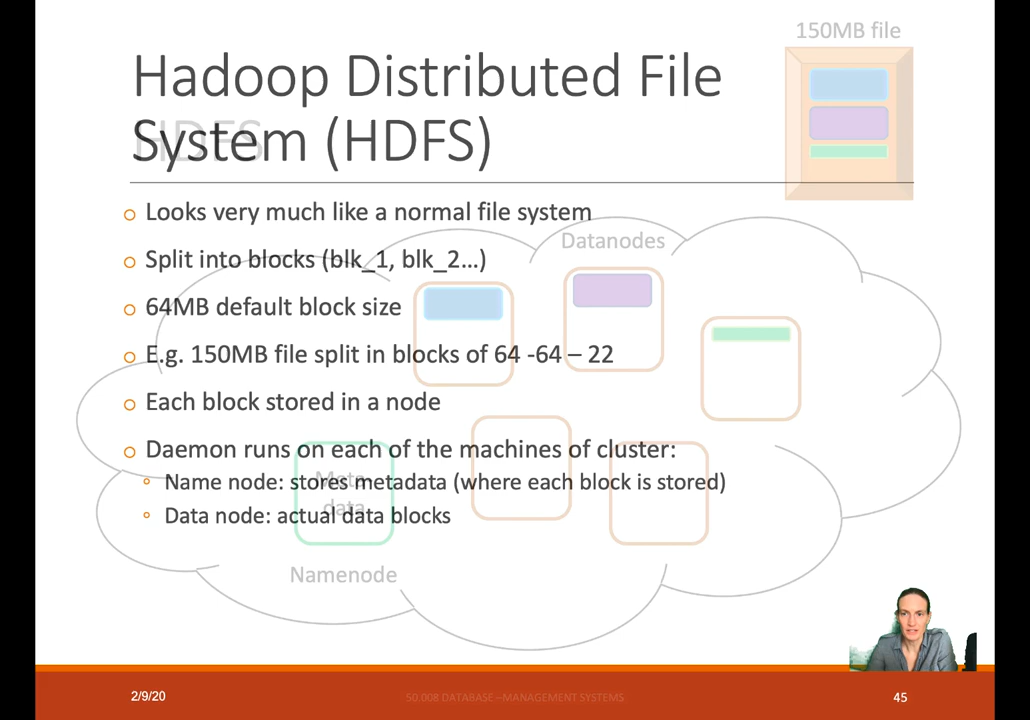 150MB file
Hadoop Distributed File
System (HDFS)
HDFS
Looks very much like a normal file system
Datanodes
Split into blocks (blk_1, blk_2...)
64MB default block size
E.g. 150MB file split in blocks of 64 -64 – 22
Each block stored in a node
Daemon runs on each of the machines of cluster:
Name node: stores metadata (where each block is stored)
Meta
data
Data node: actual data blocks
Namenode
2/9/20
50.008 DATABASE – MANAGEMENT SYSTEMS
45